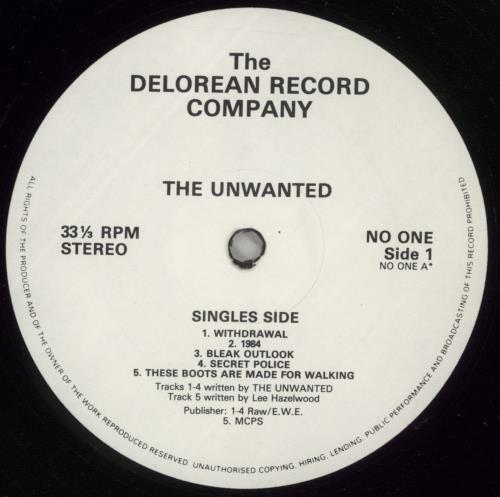 The
DELOREAN RECORD
COMPANY
THE UNWANTED
33⅓ RPM
STEREO
NO ONE
Side 1
NO ONE A*
SINGLES SIDE
1. WITHDRAWAL
2. 1984
3. BLEAK OUTLOOK
4. SECRET POLICE
5. THESE BOOTS ARE MADE FOR WALKING
Tracks 1-4 written by THE UNWANTED
Track 5 written by Lee Hazelwood
Publisher: 1-4 Raw/E.W.E.
5. MCPS
ALL RIGHTS OF THE PRODUCER AND OF THE OWNER OF THE WORK REPRODUCED RESERVED. UNAUTHORISED COPYING, HIRING, LENDING, PUBLIC PERFORMANCE AND BROADCASTING OF THIS RECORD PROHIBITED